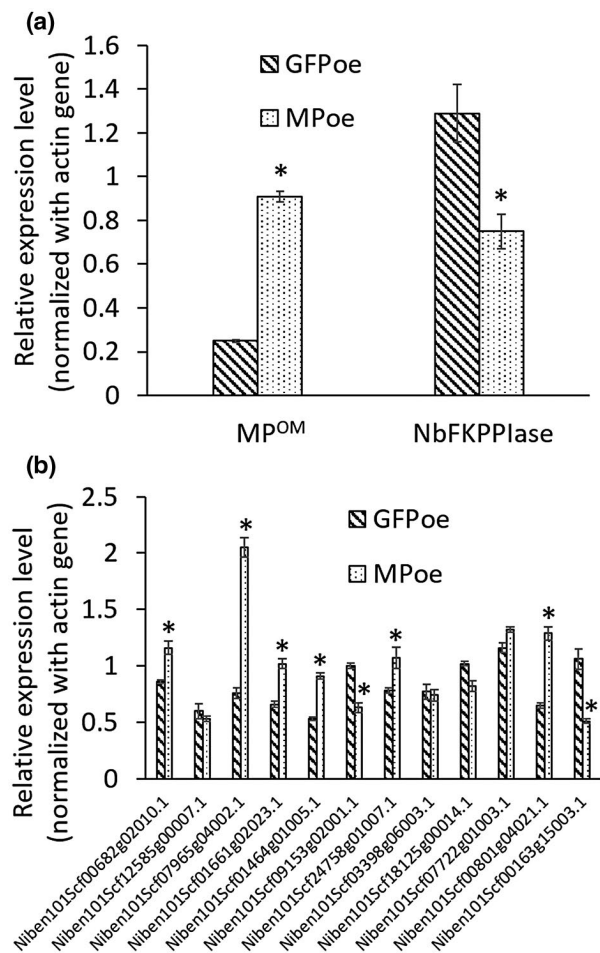 (a)
Relative expression level
(normalized with actin gene)
1.6
1.4
1.2
1
0.8
0.6
0.4
0.2
0
GFPoe
MPoe
*
*
MPᴼᴹ
NbFKPPIase
(b)
Relative expression level
(normalized with actin gene)
2.5
2
1.5
1
0.5
0
GFPoe
MPoe
*
*
*
*
*
*
*
*
Niben101Scf00682g02010.1
Niben101Scf12585g00007.1
Niben101Scf07965g04002.1
Niben101Scf01661g02023.1
Niben101Scf01464g01005.1
Niben101Scf09153g02001.1
Niben101Scf24758g01007.1
Niben101Scf03398g06003.1
Niben101Scf18125g00014.1
Niben101Scf07722g01003.1
Niben101Scf00801g04021.1
Niben101Scf00163g15003.1